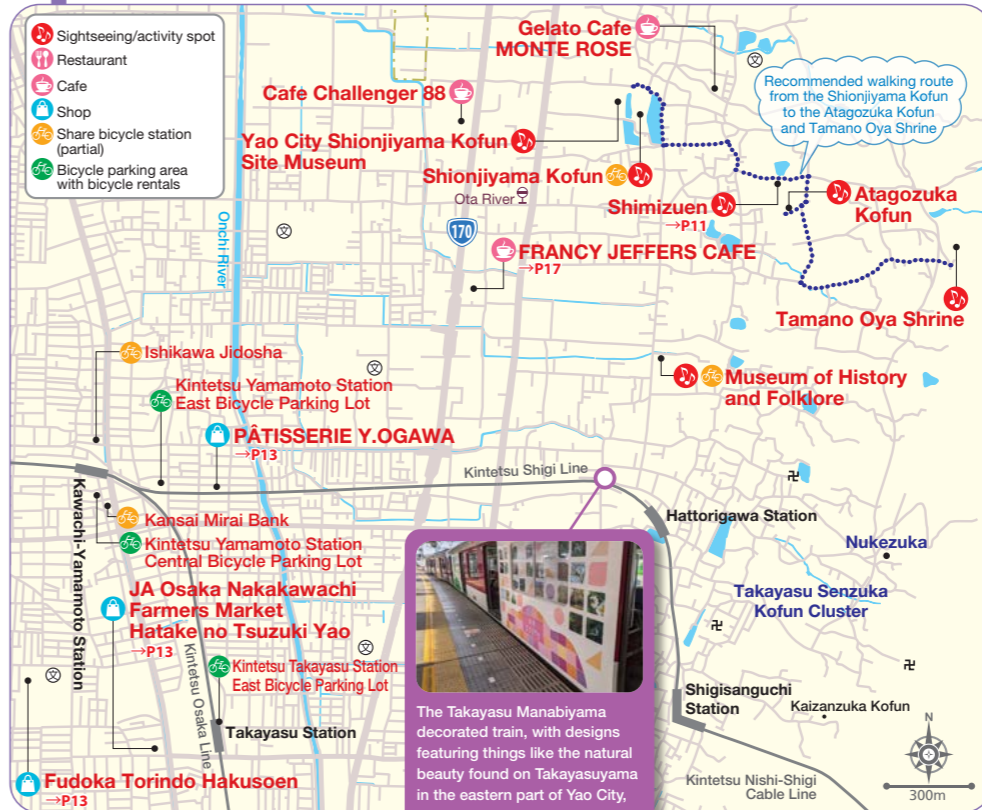 Sightseeing/activity spot
Restaurant
Cafe
Shop
Share bicycle station
(partial)
Bicycle parking area
with bicycle rentals
Gelato Cafe
MONTE ROSE
文
Recommended walking route
from the Shionjiyama Kofun
to the Atagozuka Kofun
and Tamano Oya Shrine
Cafe Challenger 88
Yao City Shionjiyama Kofun
Site Museum
Shionjiyama Kofun
Ota River
Shimizuen
→P11
Atagozuka
Kofun
Onchi River
文
170
FRANCY JEFFERS CAFE
→P17
Tamano Oya Shrine
Ishikawa Jidosha
文
Museum of History
and Folklore
Kintetsu Yamamoto Station
East Bicycle Parking Lot
PÂTISSERIE Y.OGAWA
→P13
Kintetsu Shigi Line
卍
Kawachi-Yamamoto Station
Kansai Mirai Bank
Kintetsu Yamamoto Station
Central Bicycle Parking Lot
Hattorigawa Station
Nukezuka
JA Osaka Nakakawachi
Farmers Market
Hatake no Tsuzuki Yao
→P13
Takayasu Senzuka
Kofun Cluster
卍
Kintetsu Osaka Line
文
文
Kintetsu Takayasu Station
East Bicycle Parking Lot
卍
Takayasu Station
Shigisanguchi
Station
Kaizanzuka Kofun
The Takayasu Manabiyama
decorated train, with designs
featuring things like the natural
beauty found on Takayasuyama
in the eastern part of Yao City,
Fudoka Torindo Hakusoen
→P13
Kintetsu Nishi-Shigi
Cable Line
N
300m